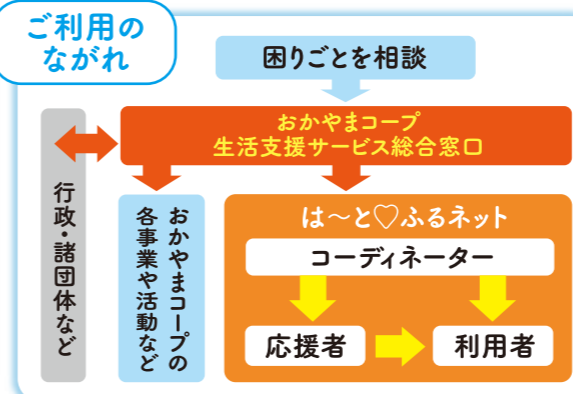 ご利用の
ながれ
困りごとを相談
おかやまコープ
生活支援サービス総合窓口
行政・諸団体など
おかやまコープの
各事業や活動など
は～と♡ふるネット
コーディネーター
応援者
利用者